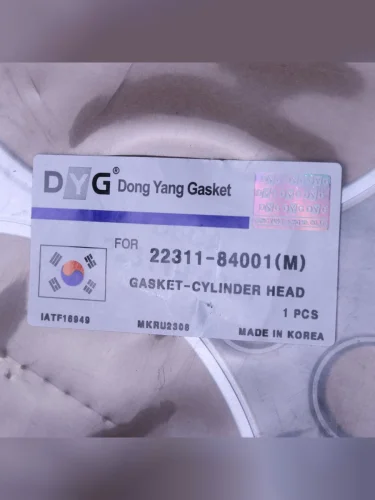 DYG® Dong Yang Gasket
FOR 22311-84001(M)
GASKET-CYLINDER HEAD
1 PCS
IATF16949 MKRU2308 MADE IN KOREA